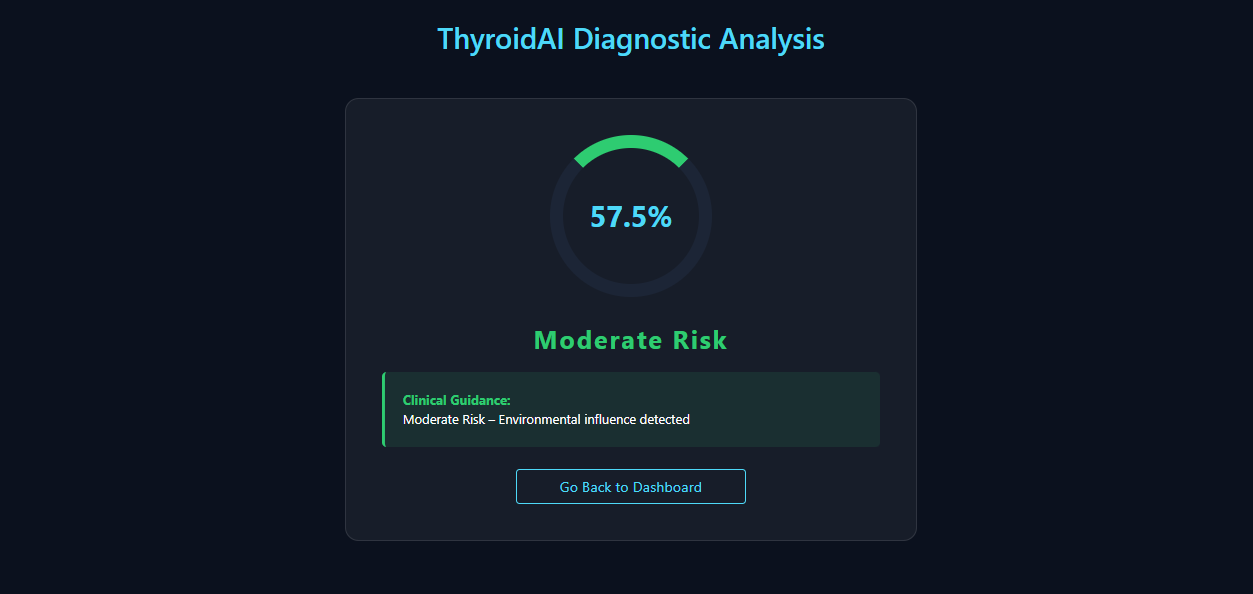 ThyroidAI Diagnostic Analysis
57.5%
Moderate Risk
Clinical Guidance:
Moderate Risk – Environmental influence detected
Go Back to Dashboard